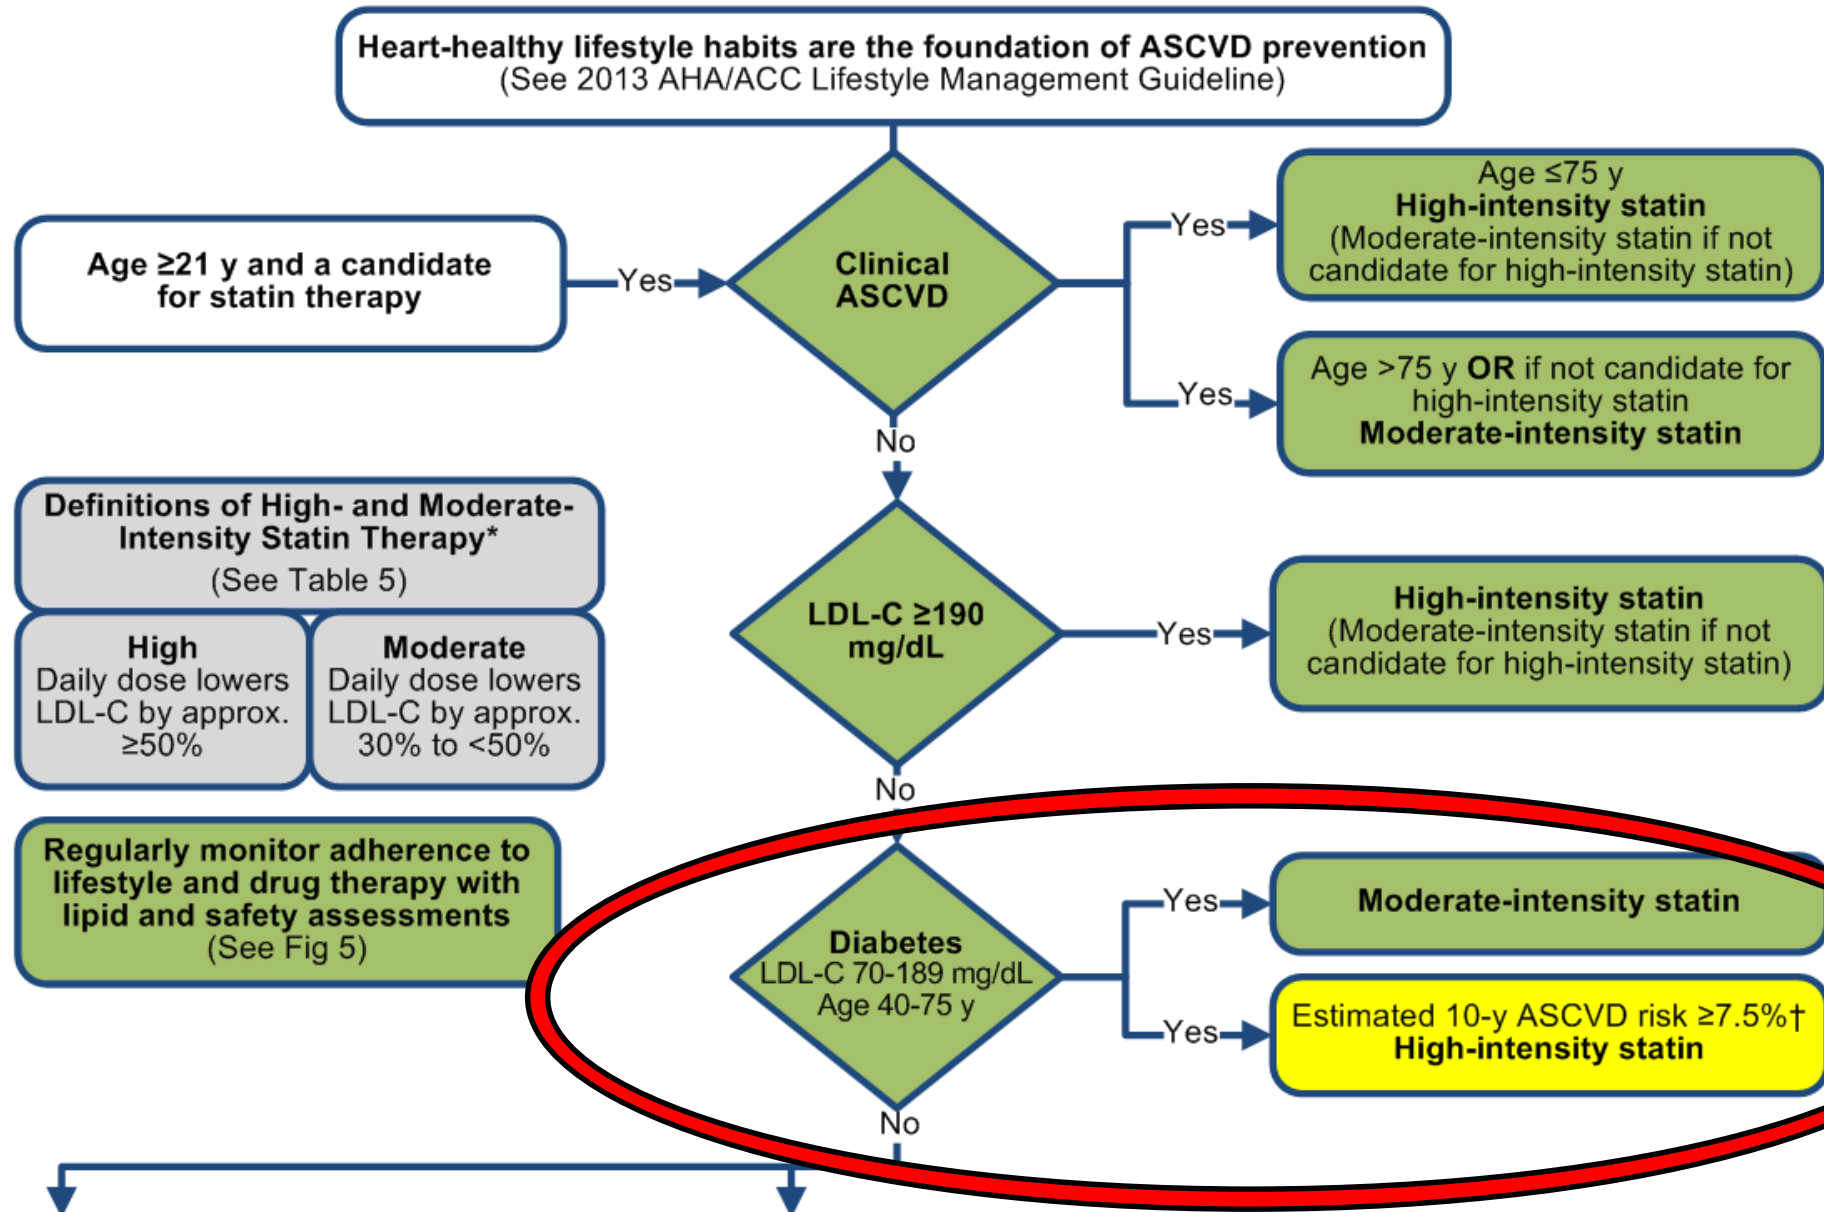 Heart-healthy lifestyle habits are the foundation of ASCVD prevention
(See 2013 AHA/ACC Lifestyle Management Guideline)
Age ≥21 y and a candidate
for statin therapy
Yes
Clinical
ASCVD
Yes
Age ≤75 y
High-intensity statin
(Moderate-intensity statin if not
candidate for high-intensity statin)
Yes
Age >75 y OR if not candidate for
high-intensity statin
Moderate-intensity statin
No
Definitions of High- and Moderate-
Intensity Statin Therapy*
(See Table 5)
High
Daily dose lowers
LDL-C by approx.
≥50%
Moderate
Daily dose lowers
LDL-C by approx.
30% to <50%
LDL-C ≥190
mg/dL
Yes
High-intensity statin
(Moderate-intensity statin if not
candidate for high-intensity statin)
No
Regularly monitor adherence to
lifestyle and drug therapy with
lipid and safety assessments
(See Fig 5)
Diabetes
LDL-C 70-189 mg/dL
Age 40-75 y
Yes
Moderate-intensity statin
Yes
Estimated 10-y ASCVD risk ≥7.5%†
High-intensity statin
No